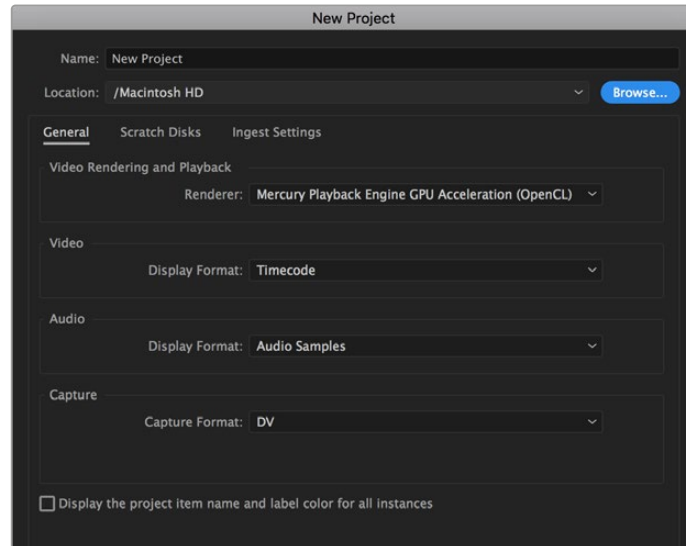 New Project
Name: New Project
Location: /Macintosh HD Browse...
General Scratch Disks Ingest Settings
Video Rendering and Playback
Renderer: Mercury Playback Engine GPU Acceleration (OpenCL)
Video
Display Format: Timecode
Audio
Display Format: Audio Samples
Capture
Capture Format: DV
Display the project item name and label color for all instances